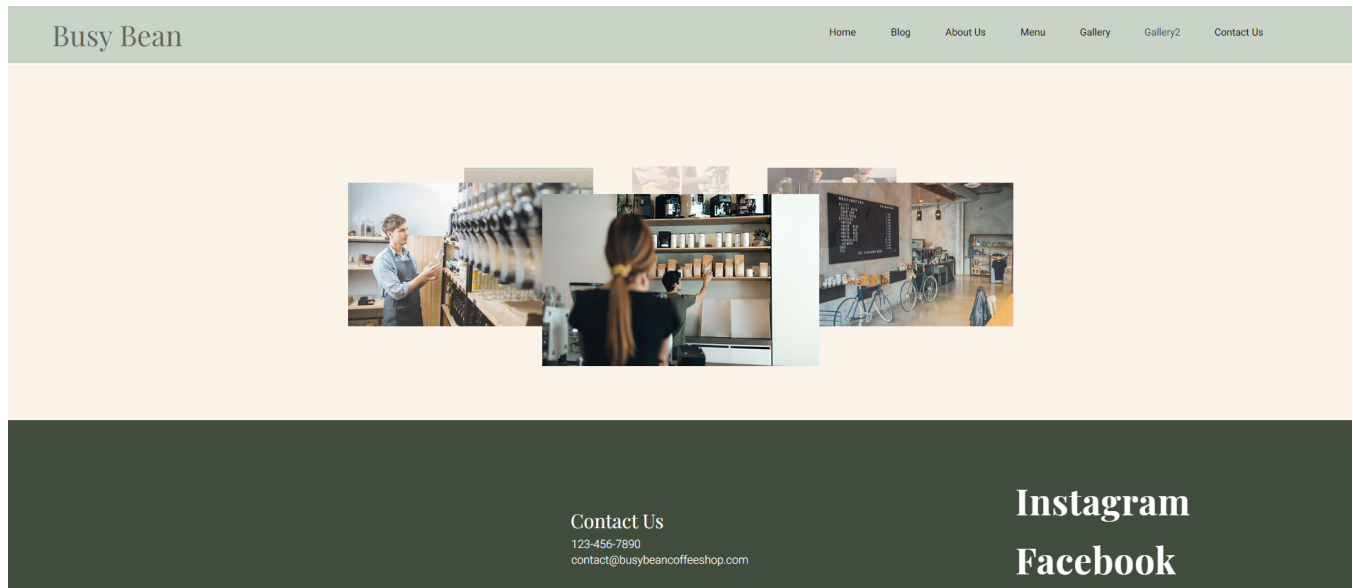 Busy Bean
Home Blog About Us Menu Gallery Gallery2 Contact Us
Contact Us
123-456-7890
contact@busybeancoffeeshop.com
Instagram
Facebook